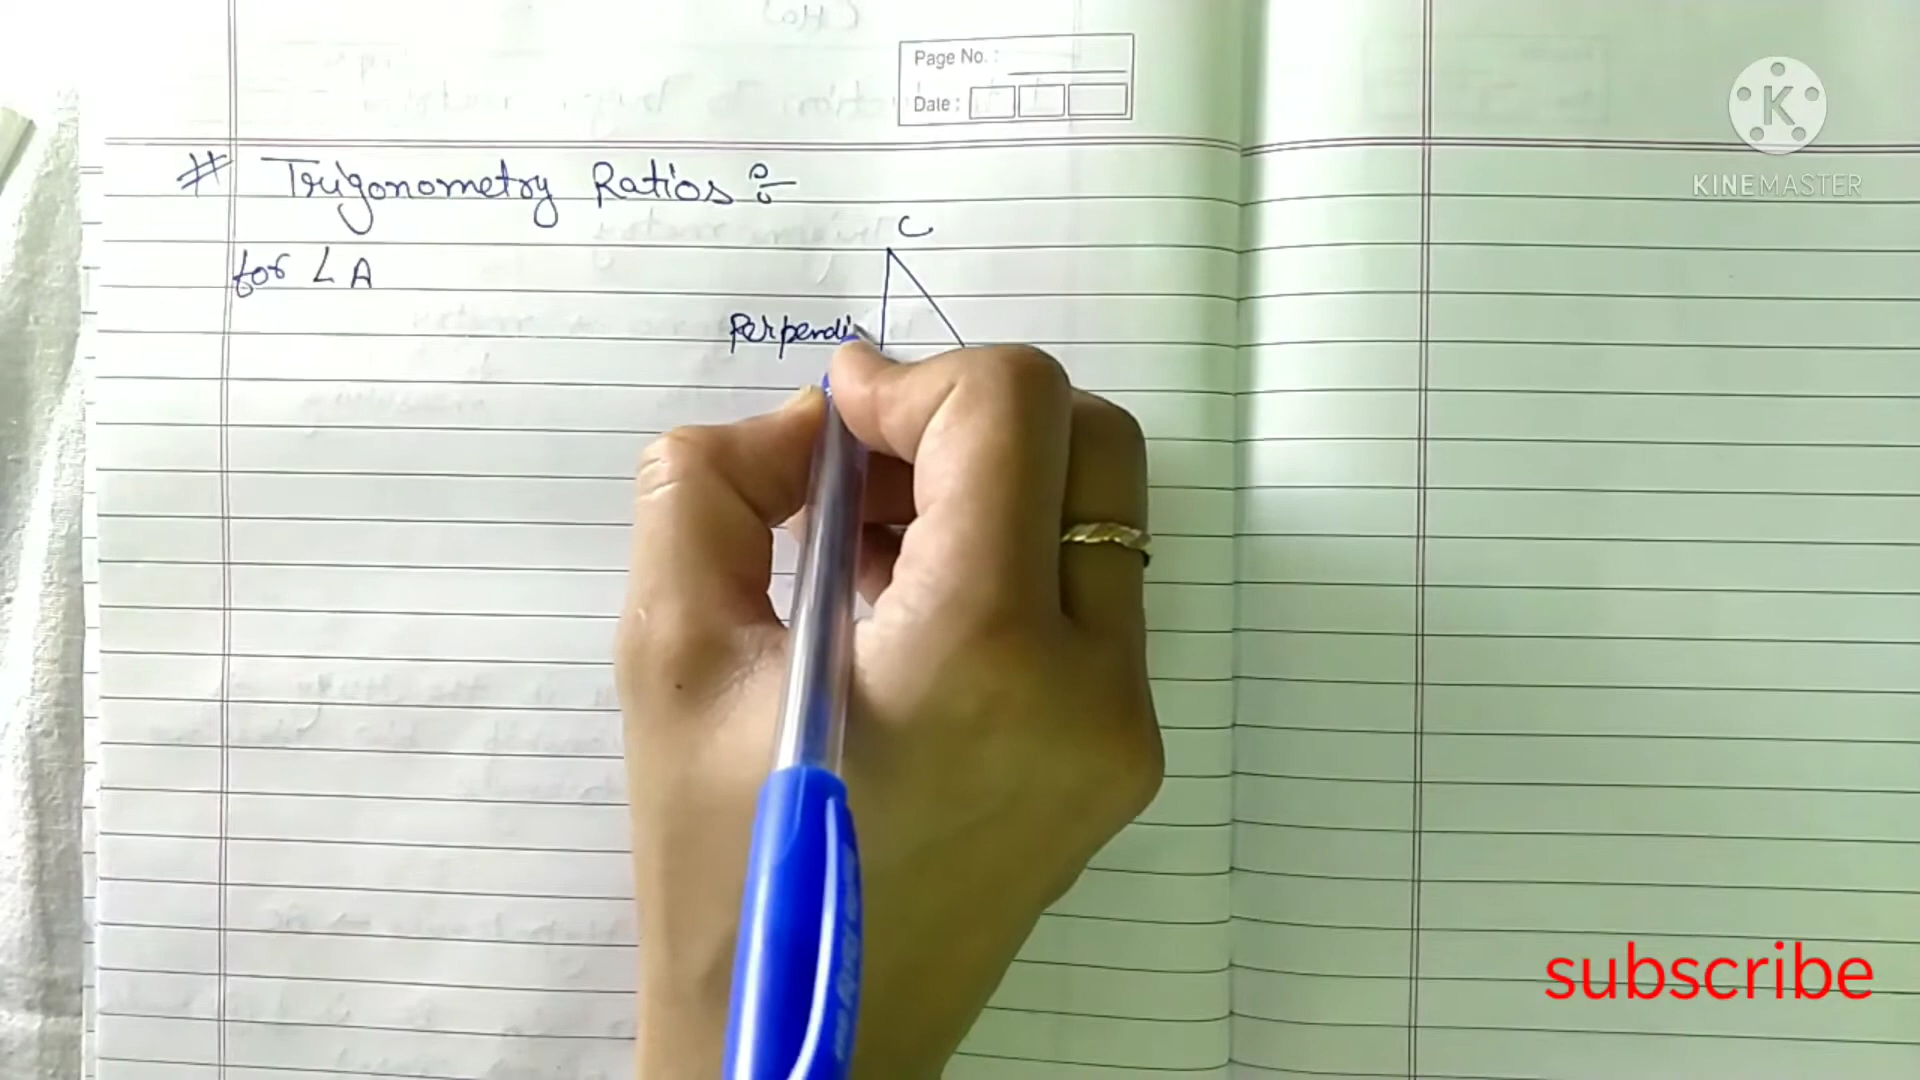 Page No. :
Date :
KINEMASTER
# Trigonometry Ratios :-
C
for ∠A
Perpendi
subscribe